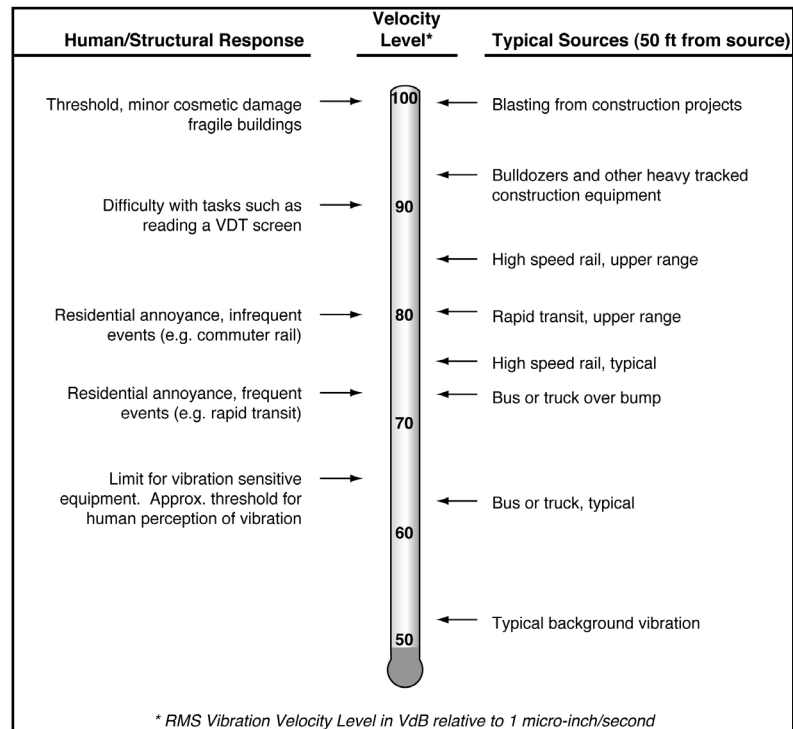 Human/Structural Response
Velocity
Level*
Typical Sources (50 ft from source)
Threshold, minor cosmetic damage
fragile buildings
100
Blasting from construction projects
Bulldozers and other heavy tracked
construction equipment
Difficulty with tasks such as
reading a VDT screen
90
High speed rail, upper range
Residential annoyance, infrequent
events (e.g. commuter rail)
80
Rapid transit, upper range
High speed rail, typical
Residential annoyance, frequent
events (e.g. rapid transit)
Bus or truck over bump
70
Limit for vibration sensitive
equipment. Approx. threshold for
human perception of vibration
Bus or truck, typical
60
Typical background vibration
50
* RMS Vibration Velocity Level in VdB relative to 1 micro-inch/second